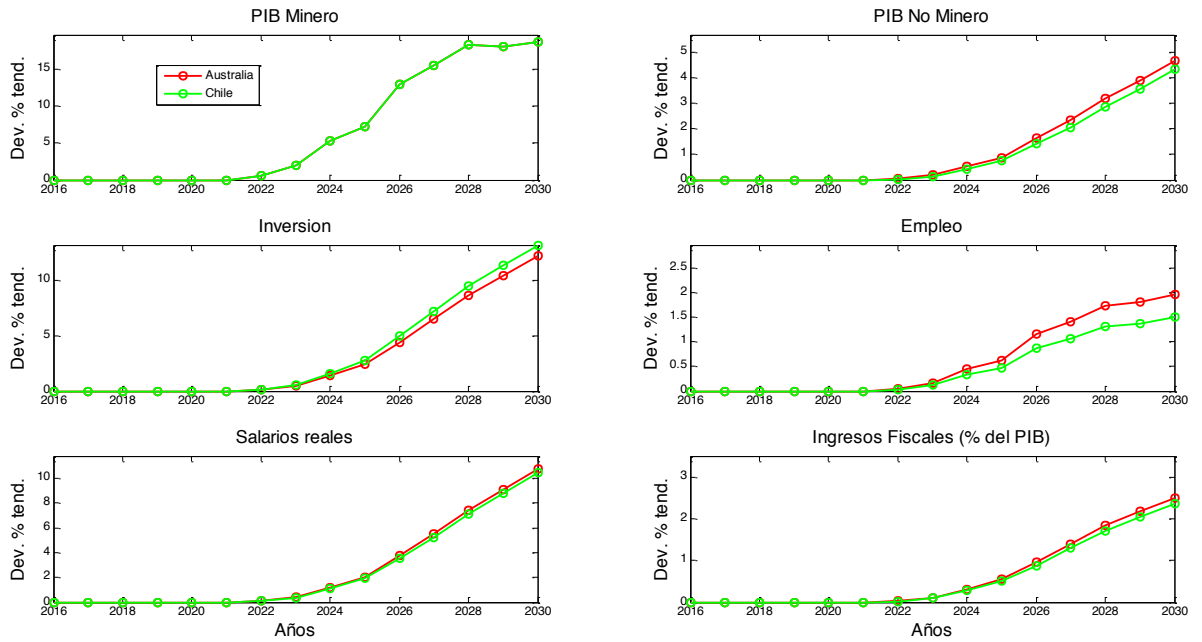 PIB Minero
Dev. % tend.
15
10
5
0
2016 2018 2020 2022 2024 2026 2028 2030
Australia
Chile
PIB No Minero
Dev. % tend.
5
4
3
2
1
0
2016 2018 2020 2022 2024 2026 2028 2030
Inversion
Dev. % tend.
10
5
0
2016 2018 2020 2022 2024 2026 2028 2030
Empleo
Dev. % tend.
2.5
2
1.5
1
0.5
0
2016 2018 2020 2022 2024 2026 2028 2030
Salarios reales
Dev. % tend.
10
8
6
4
2
0
2016 2018 2020 2022 2024 2026 2028 2030
Años
Ingresos Fiscales (% del PIB)
Dev. % tend.
3
2
1
0
2016 2018 2020 2022 2024 2026 2028 2030
Años